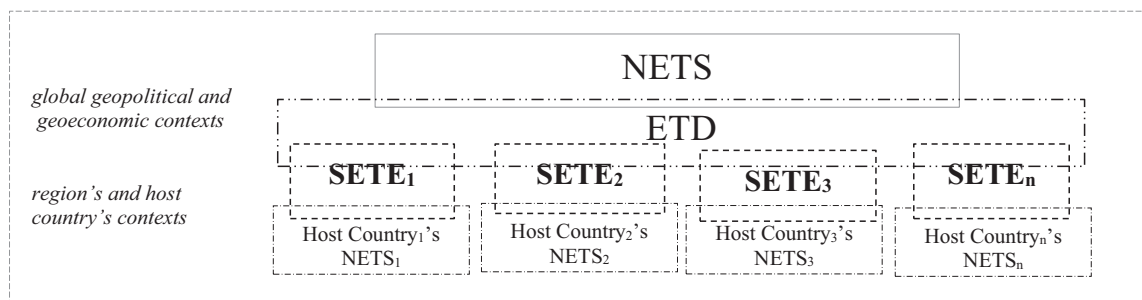 NETS
global geopolitical and
geoeconomic contexts
ETD
SETE₁ SETE₂ SETE₃ SETEₙ
region's and host
country's contexts
Host Country₁'s Host Country₂'s Host Country₃'s Host Countryₙ's
NETS₁ NETS₂ NETS₃ NETSₙ